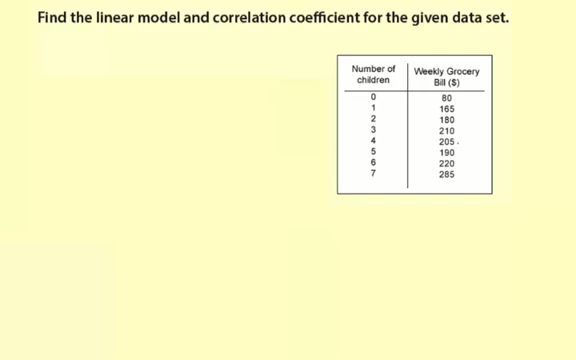 Find the linear model and correlation coefficient for the given data set.
Number of children | Weekly Grocery Bill ($)
0 | 80
1 | 165
2 | 180
3 | 210
4 | 205
5 | 190
6 | 220
7 | 285